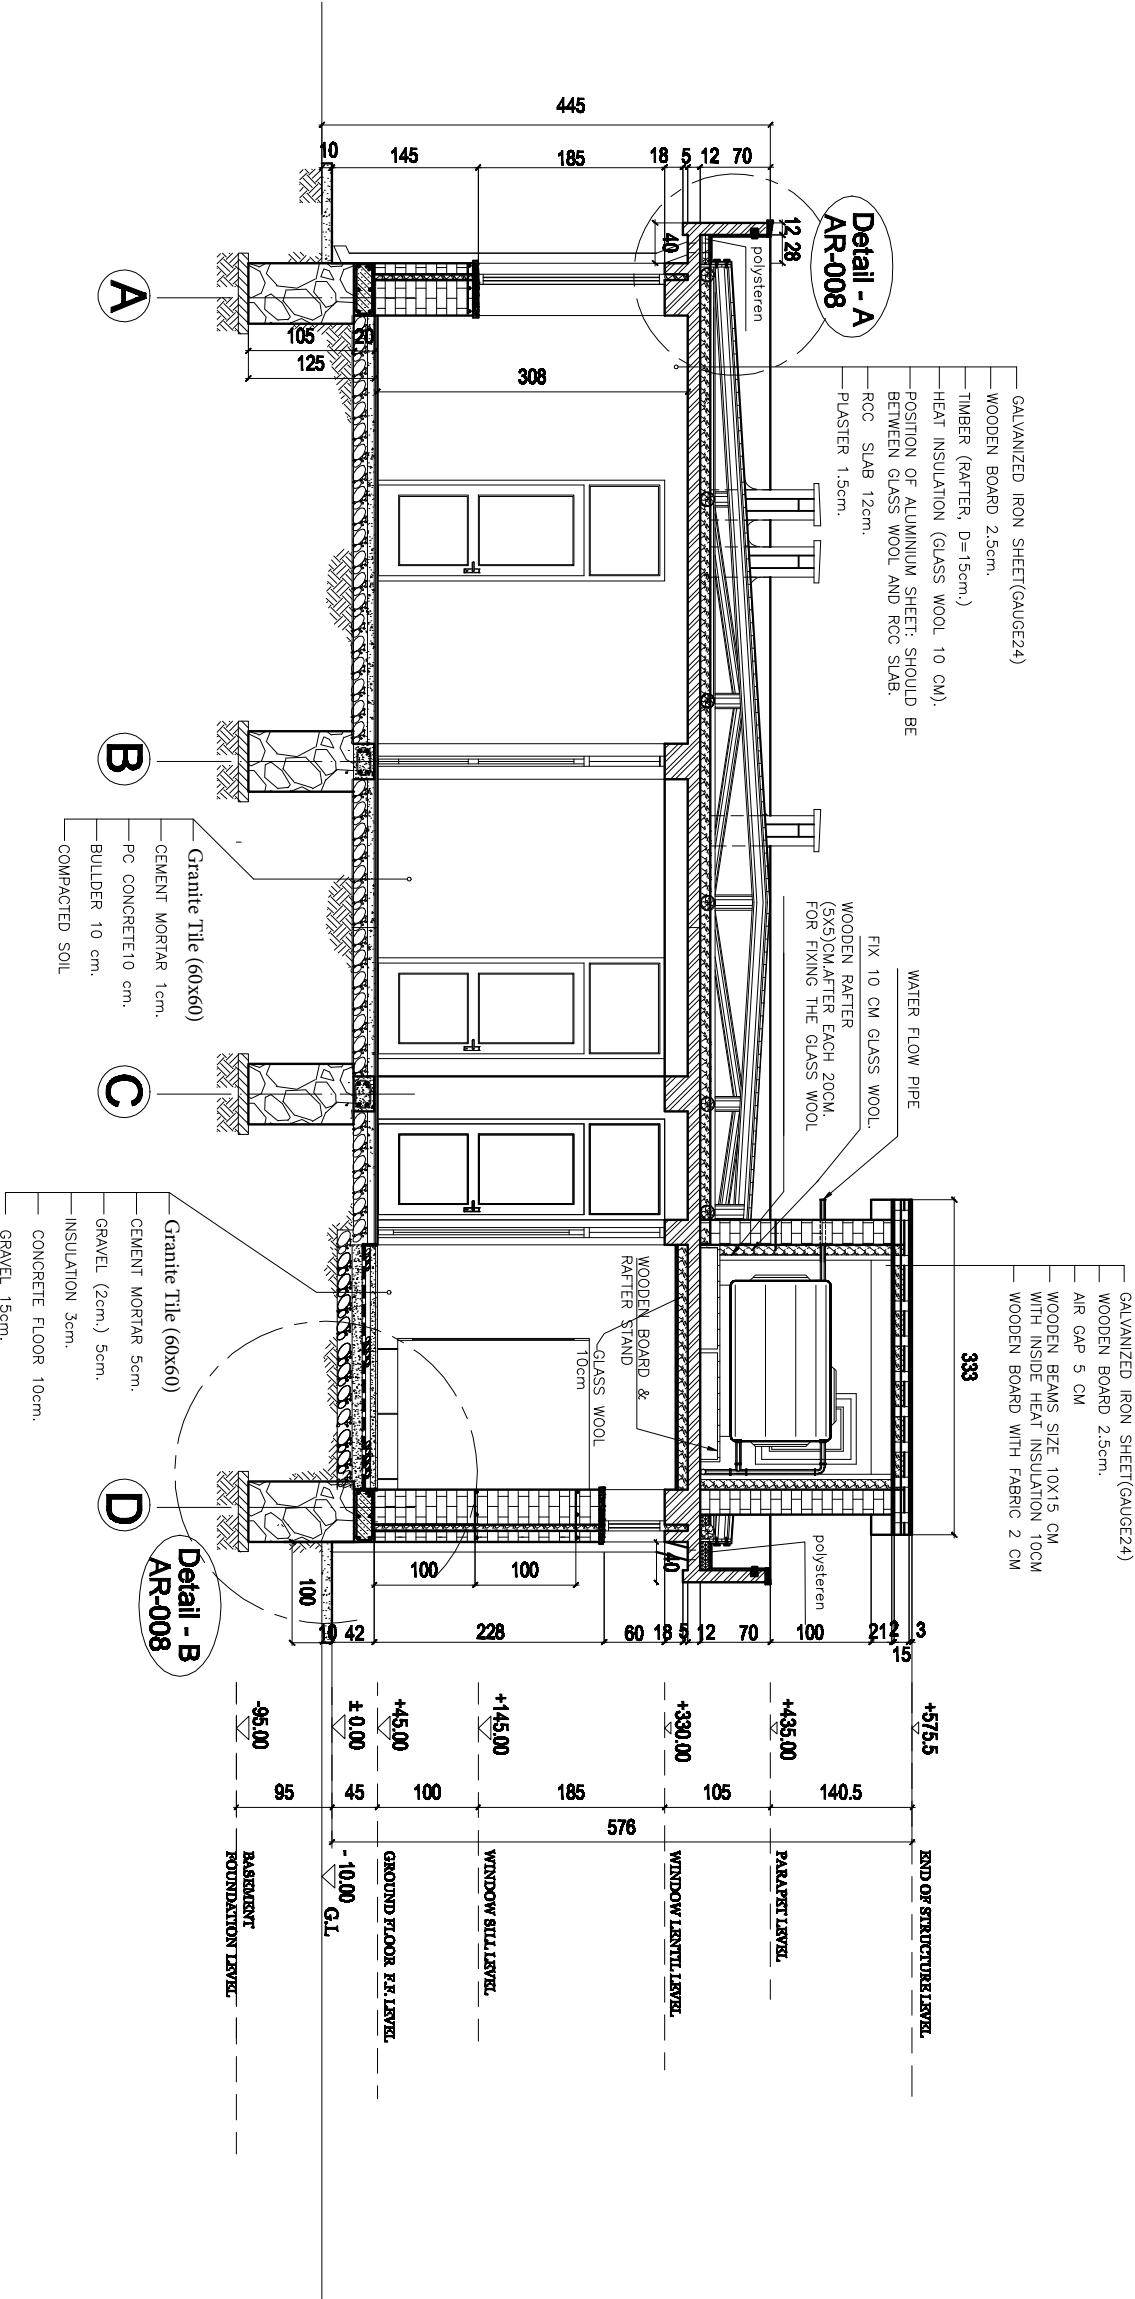 445
10
145
185
18
5
12
70
Detail - A
AR-008
12
28
40
polysteren
GALVANIZED IRON SHEET(GAUGE24)
WOODEN BOARD 2.5cm.
TIMBER (RAFTER, D=15cm.)
HEAT INSULATION (GLASS WOOL 10 CM).
POSITION OF ALUMINIUM SHEET: SHOULD BE
BETWEEN GLASS WOOL AND RCC SLAB.
RCC SLAB 12cm.
PLASTER 1.5cm.
308
105
20
125
A
B
C
D
Granite Tile (60x60)
CEMENT MORTAR 1cm.
PC CONCRETE10 cm.
BULLDER 10 cm.
COMPACTED SOIL
WATER FLOW PIPE
FIX 10 CM GLASS WOOL.
WOODEN RAFTER
(5X5)CM.AFTER EACH 20CM.
FOR FIXING THE GLASS WOOL
GALVANIZED IRON SHEET(GAUGE24)
WOODEN BOARD 2.5cm.
AIR GAP 5 CM
WOODEN BEAMS SIZE 10X15 CM
WITH INSIDE HEAT INSULATION 10CM
WOODEN BOARD WITH FABRIC 2 CM
333
WOODEN BOARD &
RAFTER STAND
GLASS WOOL
10cm
Granite Tile (60x60)
CEMENT MORTAR 5cm.
GRAVEL (2cm.) 5cm.
INSULATION 3cm.
CONCRETE FLOOR 10cm.
GRAVEL 15cm.
polysteren
40
100
100
100
Detail - B
AR-008
10
42
228
60
18
5
12
70
100
21
2
15
3
+575.5
+435.00
+330.00
+145.00
+45.00
± 0.00
-95.00
95
45
100
185
105
140.5
576
- 10.00
G.L
END OF STRUCTURE LEVEL
PARAPET LEVEL
WINDOW LENTIL LEVEL
WINDOW SILL LEVEL
GROUND FLOOR F.F. LEVEL
BASEMENT
FOUNDATION LEVEL